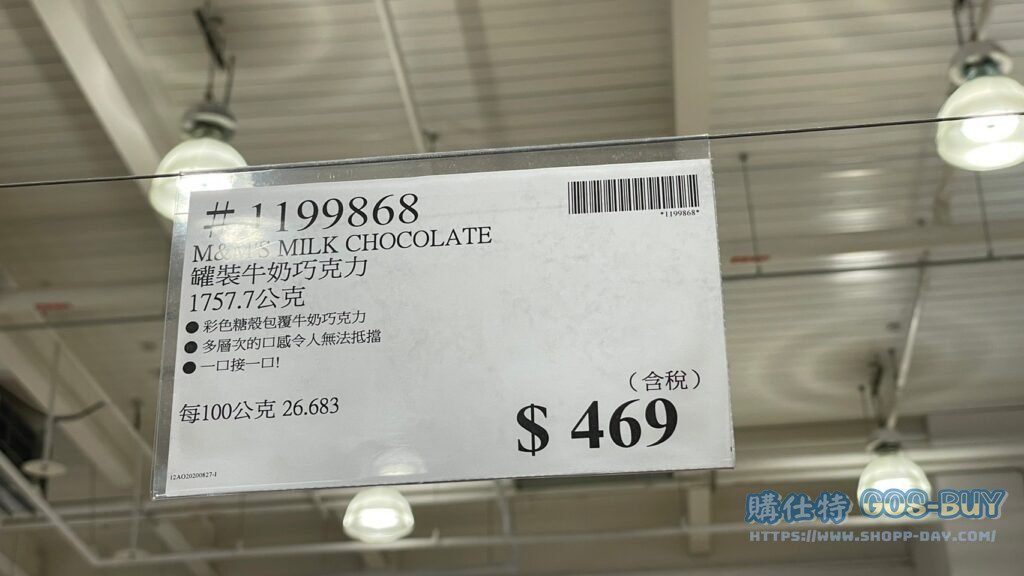 # 1199868
*1199868*
M&M'S MILK CHOCOLATE
罐裝牛奶巧克力
1757.7公克
●彩色糖殼包覆牛奶巧克力
●多層次的口感令人無法抵擋
●一口接一口!
(含稅)
每100公克 26.683
$ 469
12AO20200827-1
購仕特 GOS-BUY
HTTPS://WWW.SHOPP-DAY.COM/